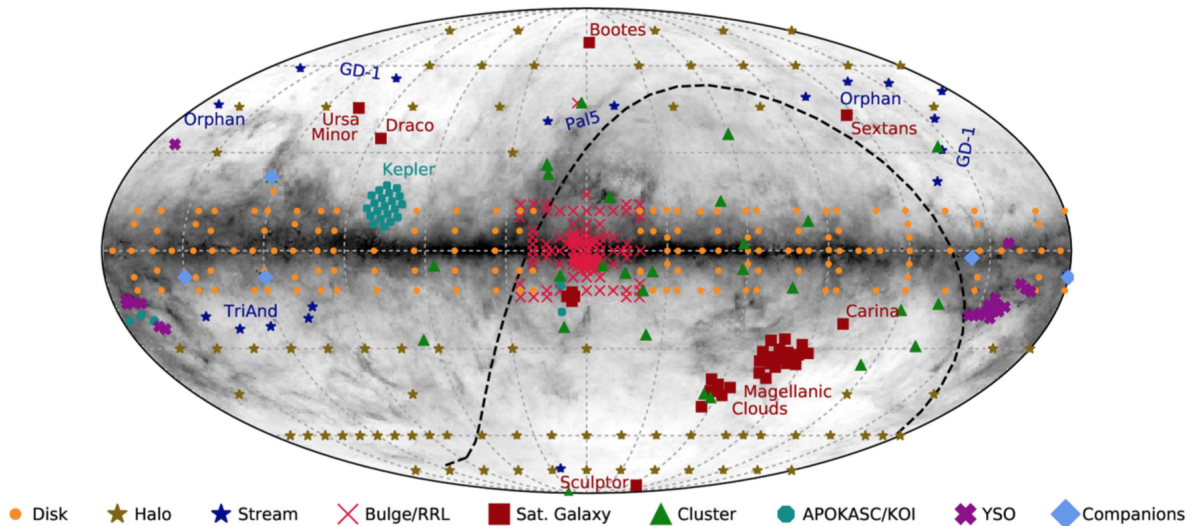 Bootes
GD-1
Orphan
Ursa
Minor
Draco
Pal5
Orphan
Sextans
GD-1
Kepler
TriAnd
Carina
Magellanic
Clouds
Sculptor
Disk Halo Stream Bulge/RRL Sat. Galaxy Cluster APOKASC/KOI YSO Companions